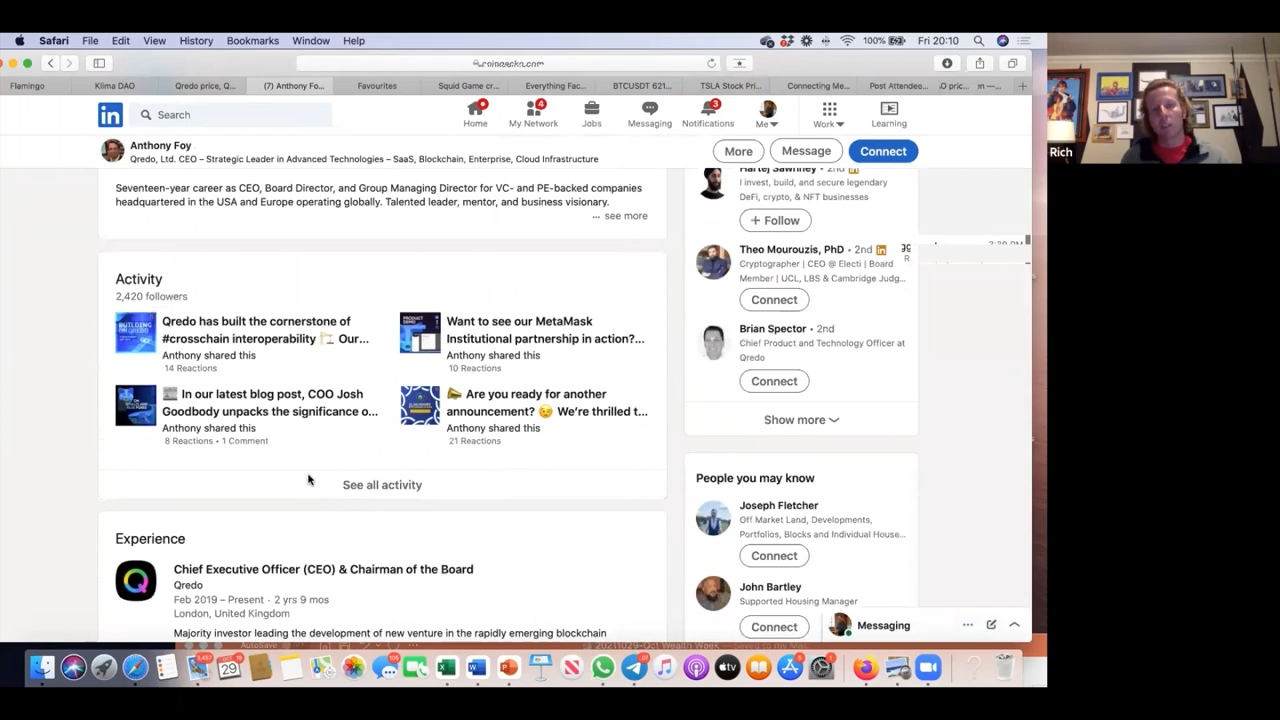 Safari File Edit View History Bookmarks Window Help
100% Fri 20:10
Flamingo
Klima DAO
Qredo price, Q...
(7) Anthony Fo...
Favourites
Squid Game cr...
Everything Fac...
BTCUSDT 621...
TSLA Stock Pri...
Connecting Me...
Post Attendee...
Search
Home
4
My Network
Jobs
Messaging
3
Notifications
Me
Work
Learning
Rich
Anthony Foy
Qredo, Ltd. CEO – Strategic Leader in Advanced Technologies – SaaS, Blockchain, Enterprise, Cloud Infrastructure
More
Message
Connect
Seventeen-year career as CEO, Board Director, and Group Managing Director for VC- and PE-backed companies
headquartered in the USA and Europe operating globally. Talented leader, mentor, and business visionary.
... see more
Activity
2,420 followers
Qredo has built the cornerstone of
#crosschain interoperability 🏗️ Our...
Anthony shared this
14 Reactions
Want to see our MetaMask
Institutional partnership in action?...
Anthony shared this
10 Reactions
📰 In our latest blog post, COO Josh
Goodbody unpacks the significance o...
Anthony shared this
8 Reactions • 1 Comment
📣 Are you ready for another
announcement? 😉 We're thrilled t...
Anthony shared this
21 Reactions
See all activity
Experience
Chief Executive Officer (CEO) & Chairman of the Board
Qredo
Feb 2019 – Present · 2 yrs 9 mos
London, United Kingdom
Majority investor leading the development of new venture in the rapidly emerging blockchain
Hartej Sawhney • 2nd
I invest, build, and secure legendary
DeFi, crypto, & NFT businesses
+ Follow
Theo Mourouzis, PhD • 2nd
Cryptographer | CEO @ Electi | Board
Member | UCL, LBS & Cambridge Judg...
Connect
Brian Spector • 2nd
Chief Product and Technology Officer at
Qredo
Connect
Show more
People you may know
Joseph Fletcher
Off Market Land, Developments,
Portfolios, Blocks and Individual House...
Connect
John Bartley
Supported Housing Manager
Connect
Messaging